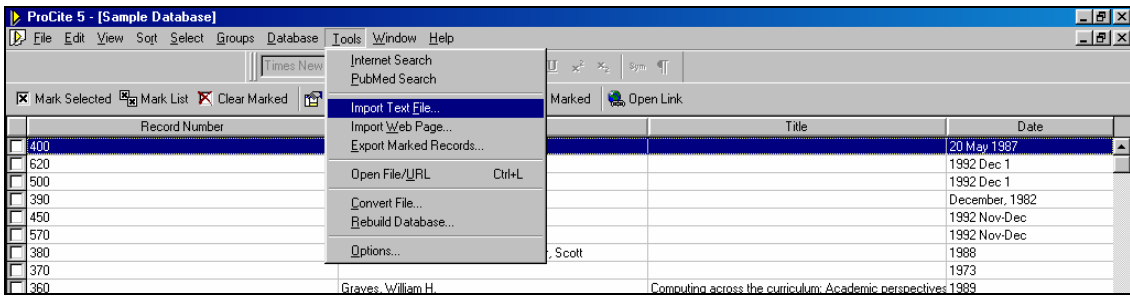 ProCite 5 - [Sample Database]
File Edit View Sort Select Groups Database Tools Window Help
Times New U x² x₂ Sym ¶
Internet Search
PubMed Search
Mark Selected Mark List Clear Marked Marked Open Link
Import Text File...
Import Web Page...
Export Marked Records...
Open File/URL Ctrl+L
Convert File...
Rebuild Database...
Options...
Record Number Title Date
400 20 May 1987
620 1992 Dec 1
500 1992 Dec 1
390 December, 1982
450 1992 Nov-Dec
570 1992 Nov-Dec
380 , Scott 1988
370 1973
360 Graves, William H. Computing across the curriculum: Academic perspectives 1989